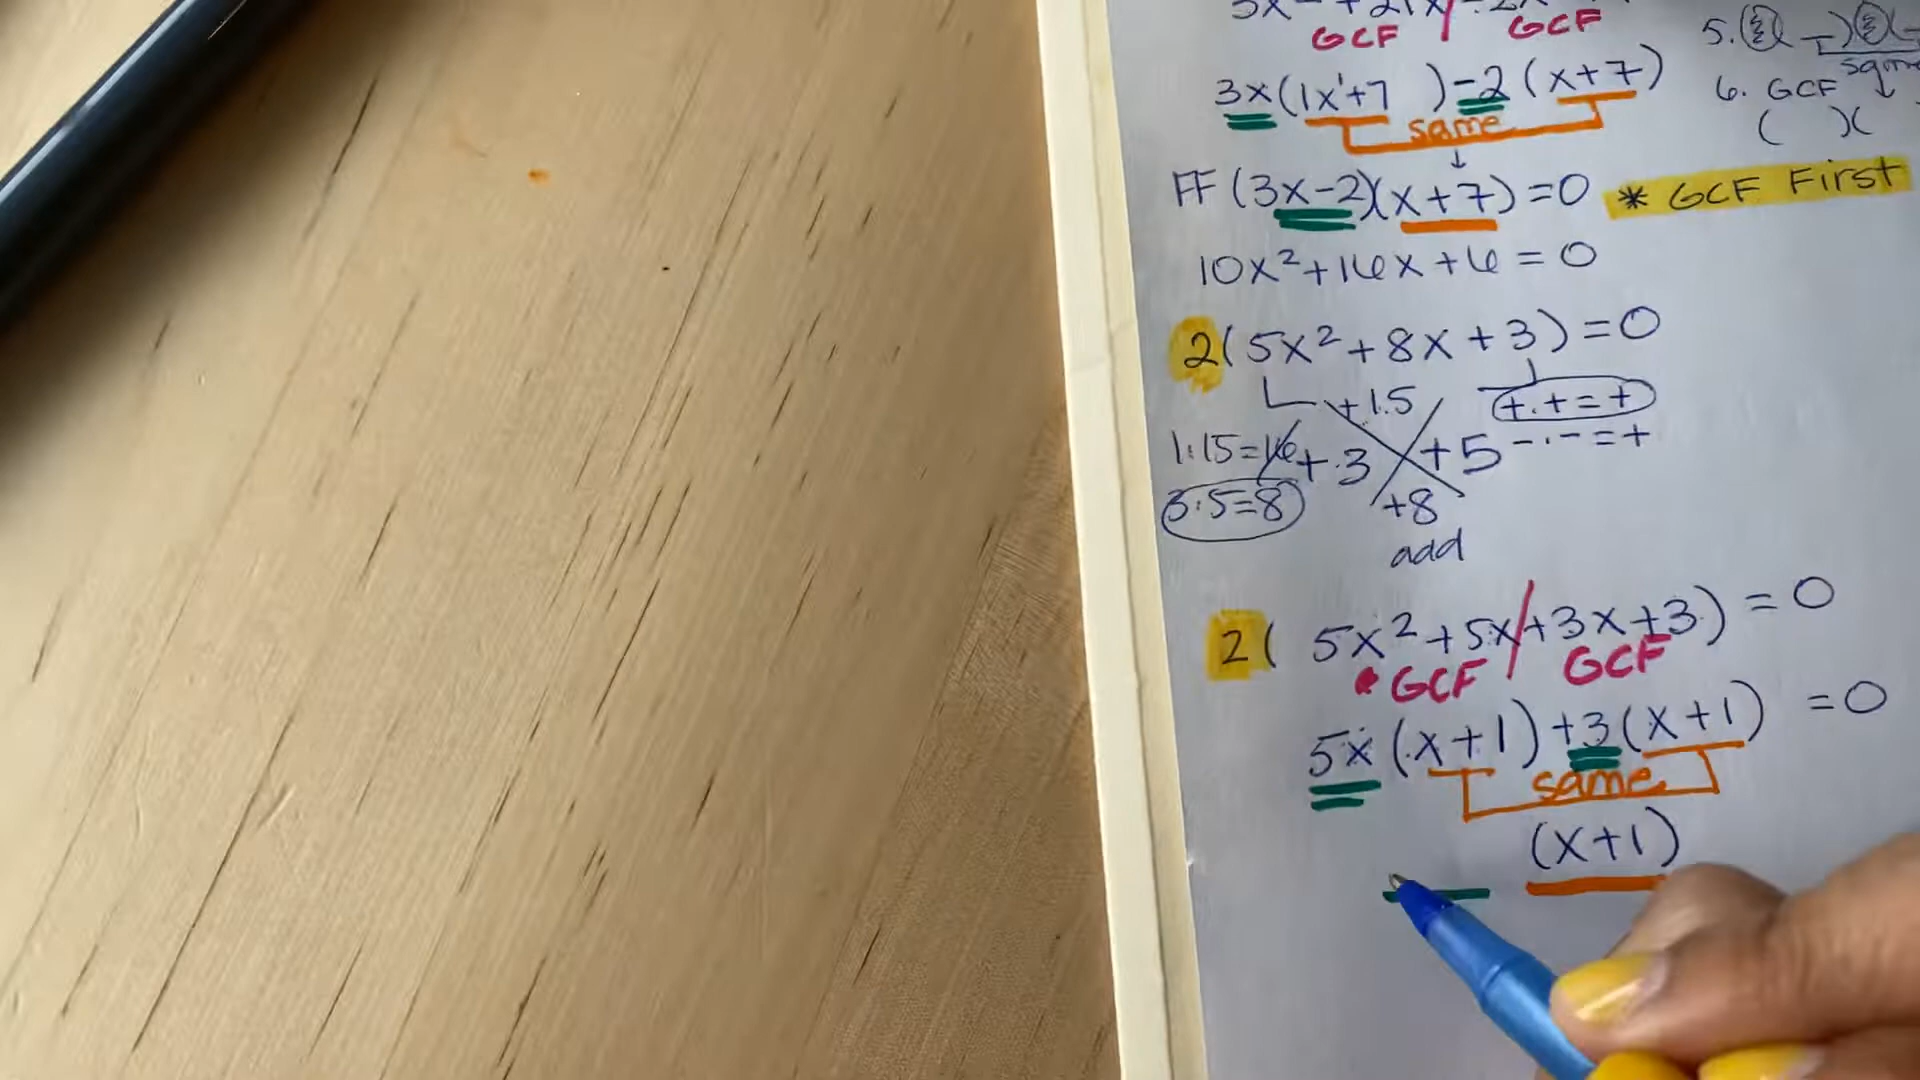 GCF GCF
3x(1x'+7 ) -2 (x+7)
same
↓
FF (3x-2)(x+7) =0 * GCF First
10x²+16x+6 = 0
2(5x²+8x+3) =0
+15 +·+=+
1·15=16 +3 +5 -·-=+
3·5=8 +8
add
2( 5x²+5x/+3x+3) =0
GCF GCF
5x(x+1)+3(x+1) =0
same
(x+1)
5.
same
6. GCF ↓
( )(